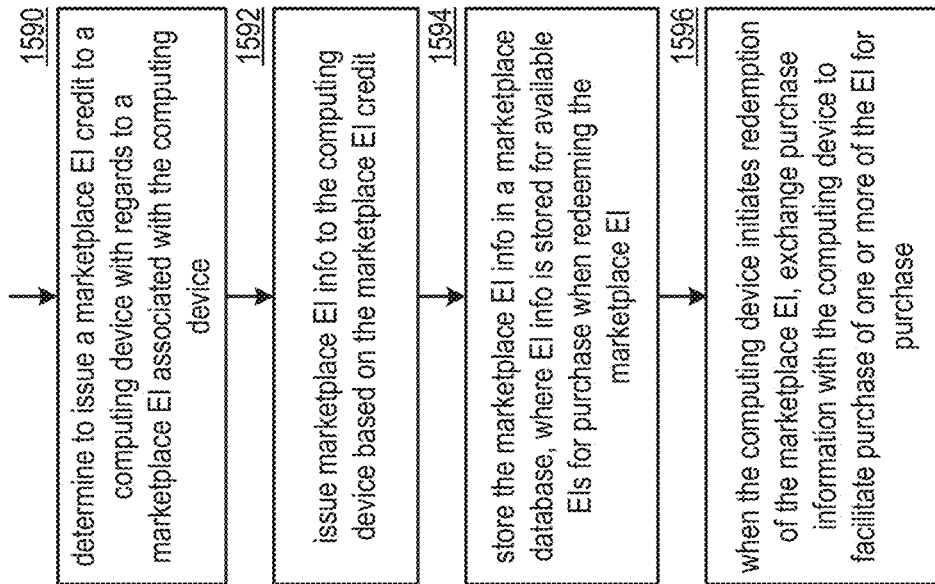 1590
determine to issue a marketplace EI credit to a
computing device with regards to a
marketplace EI associated with the computing
device
1592
issue marketplace EI info to the computing
device based on the marketplace EI credit
1594
store the marketplace EI info in a marketplace
database, where EI info is stored for available
EIs for purchase when redeeming the
marketplace EI
1596
when the computing device initiates redemption
of the marketplace EI, exchange purchase
information with the computing device to
facilitate purchase of one or more of the EI for
purchase